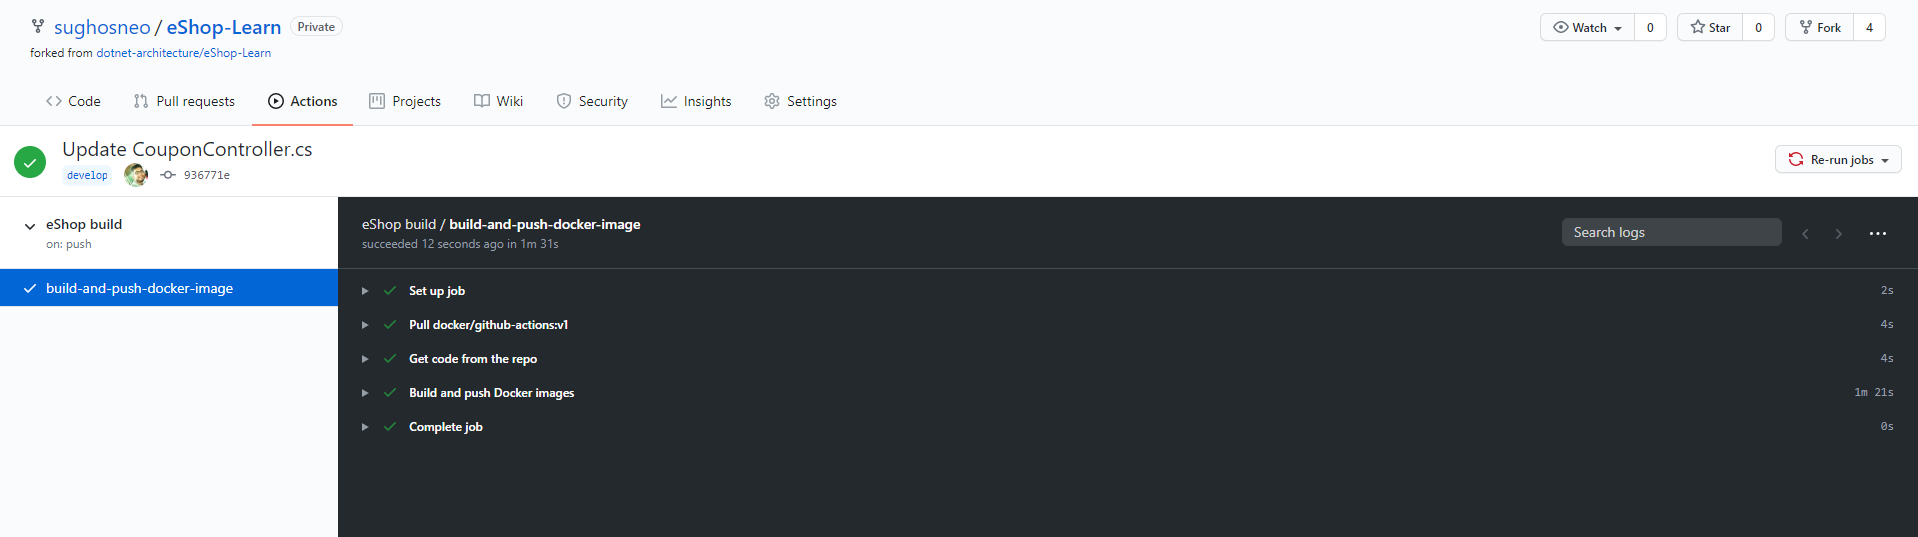 sughosneo / eShop-Learn Private
Watch 0 Star 0 Fork 4
forked from dotnet-architecture/eShop-Learn
Code Pull requests Actions Projects Wiki Security Insights Settings
Update CouponController.cs
develop 936771e
Re-run jobs
eShop build
on: push
build-and-push-docker-image
eShop build / build-and-push-docker-image
succeeded 12 seconds ago in 1m 31s
Search logs
Set up job 2s
Pull docker/github-actions:v1 4s
Get code from the repo 4s
Build and push Docker images 1m 21s
Complete job 0s